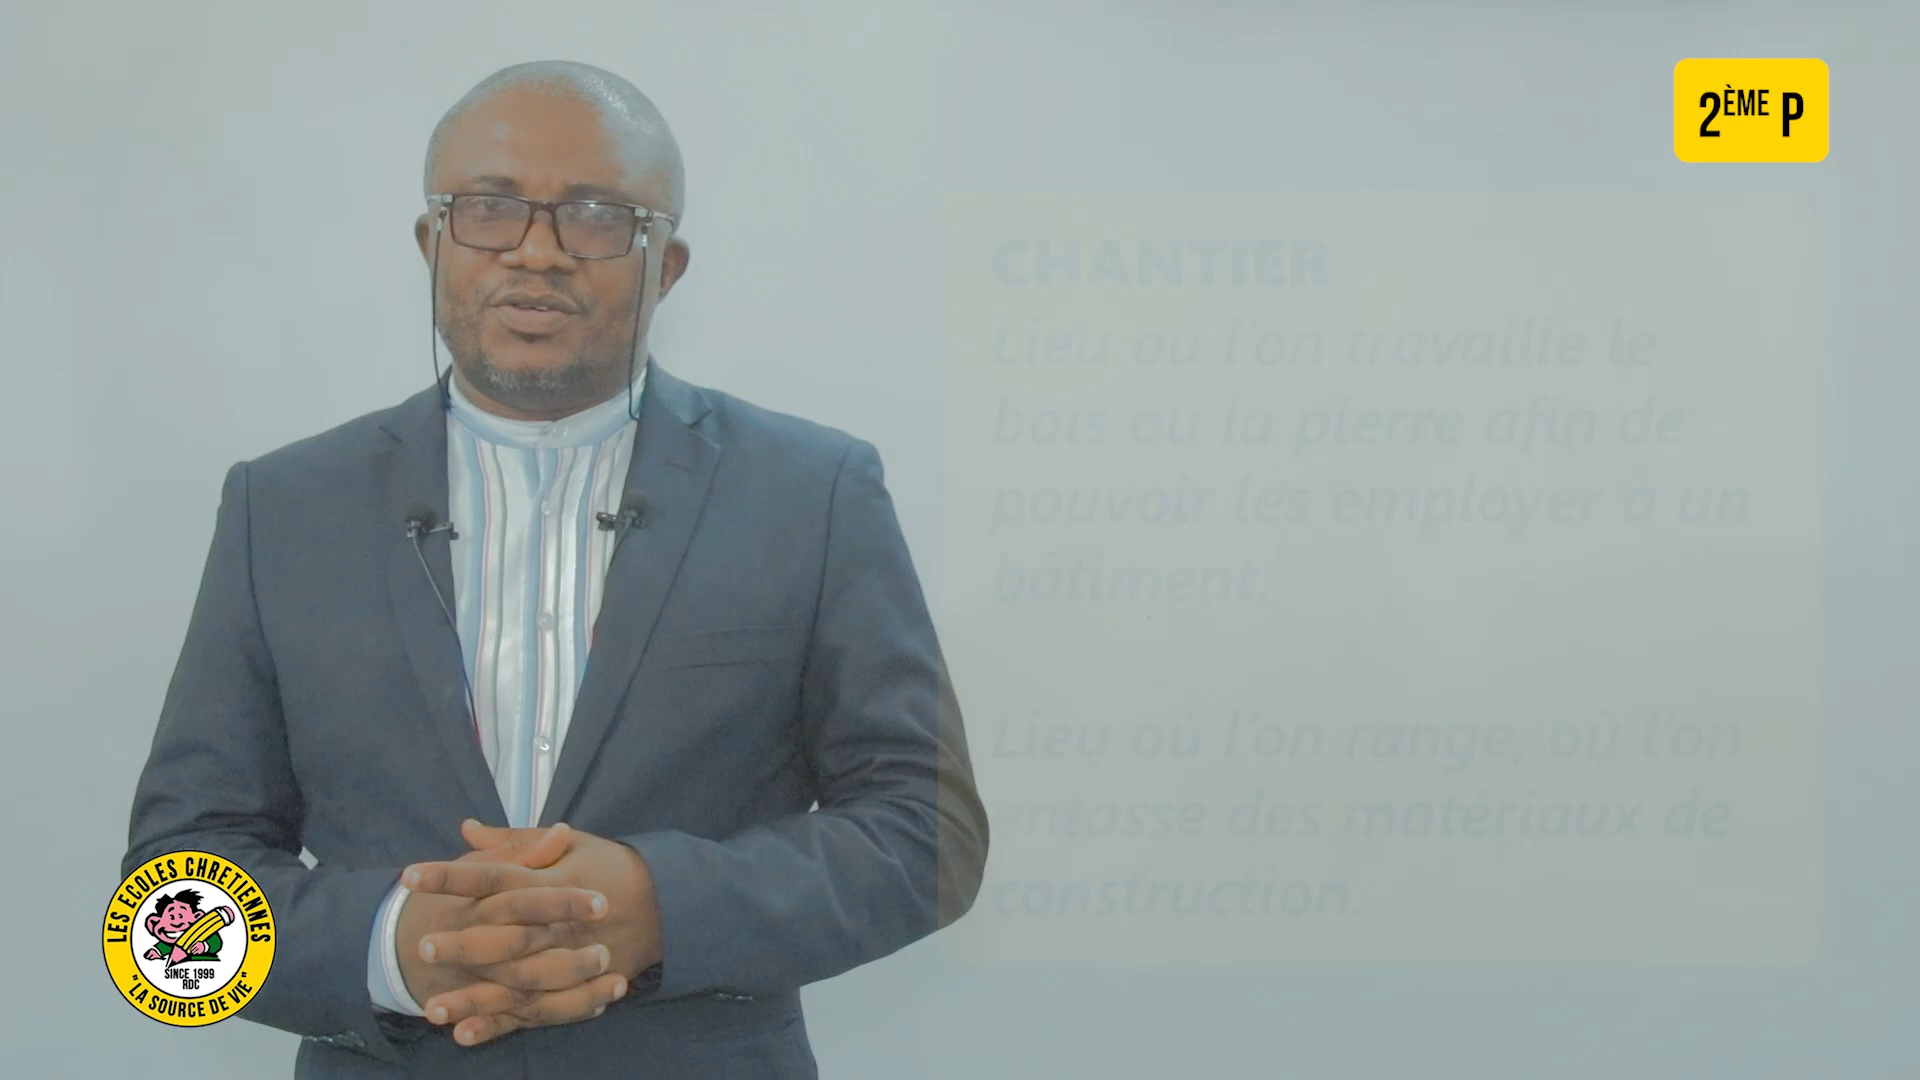 2ÈME P
CHANTIER
Lieu où l'on travaille le
bois ou la pierre afin de
pouvoir les employer à un
bâtiment.
Lieu où l'on range, où l'on
entasse des matériaux de
construction.
LES ECOLES CHRETIENNES
SINCE 1999
RDC
"LA SOURCE DE VIE"